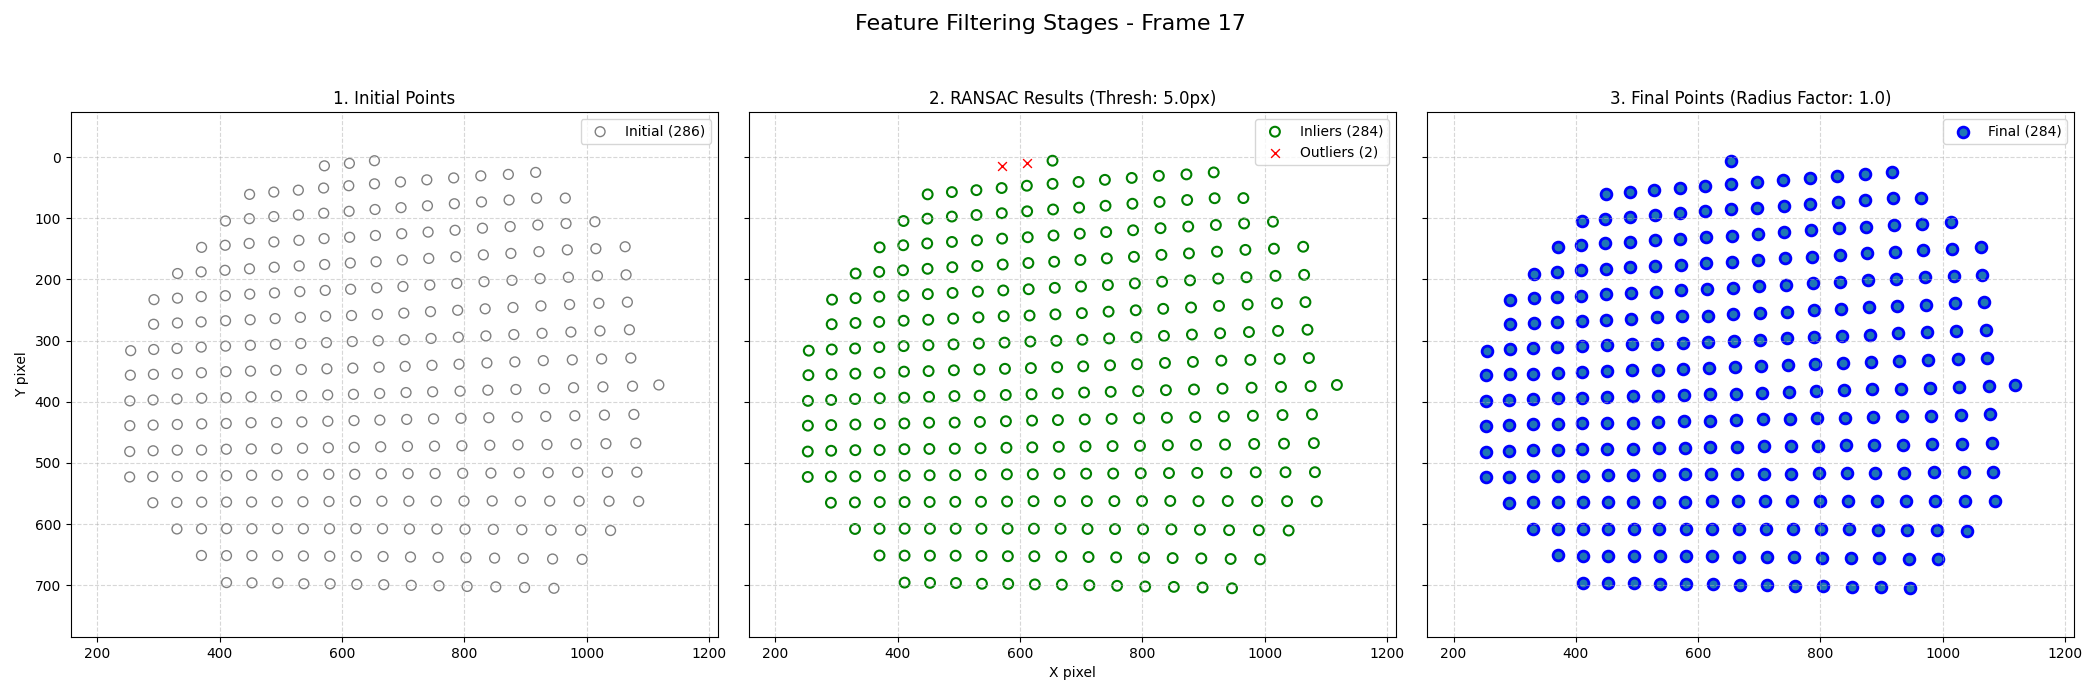 Feature Filtering Stages - Frame 17
1. Initial Points
Initial (286)
0
100
200
300
400
500
600
700
Y pixel
200 400 600 800 1000 1200
2. RANSAC Results (Thresh: 5.0px)
Inliers (284)
Outliers (2)
200 400 600 800 1000 1200
X pixel
3. Final Points (Radius Factor: 1.0)
Final (284)
200 400 600 800 1000 1200